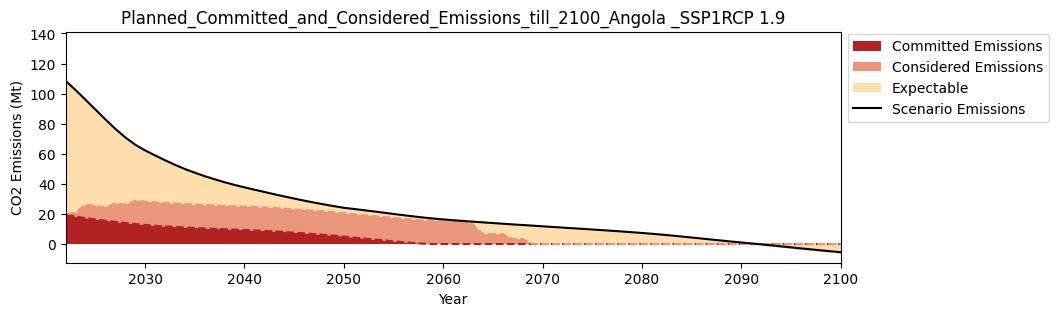 Planned_Committed_and_Considered_Emissions_till_2100_Angola _SSP1RCP 1.9
140
120
100
80
60
40
20
0
CO2 Emissions (Mt)
2030
2040
2050
2060
2070
2080
2090
2100
Year
Committed Emissions
Considered Emissions
Expectable
Scenario Emissions